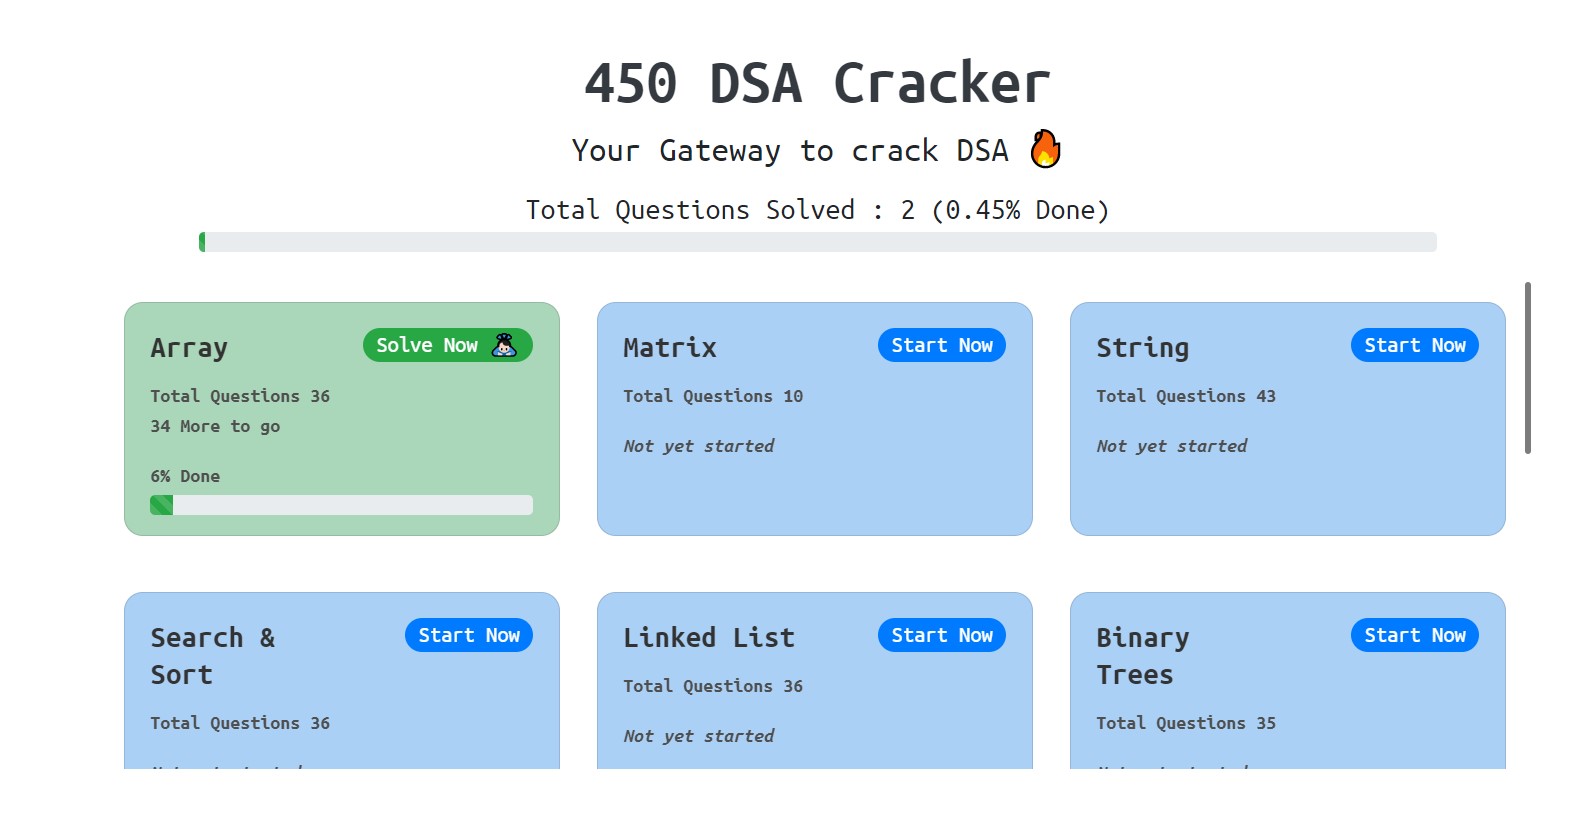 450 DSA Cracker
Your Gateway to crack DSA 🔥
Total Questions Solved : 2 (0.45% Done)
Array
Solve Now
Total Questions 36
34 More to go
6% Done
Matrix
Start Now
Total Questions 10
Not yet started
String
Start Now
Total Questions 43
Not yet started
Search &
Sort
Start Now
Total Questions 36
Linked List
Start Now
Total Questions 36
Not yet started
Binary
Trees
Start Now
Total Questions 35